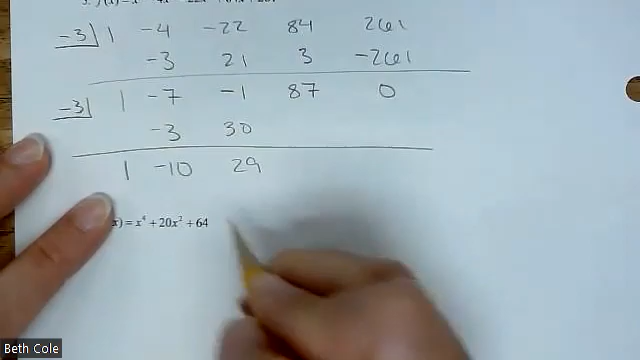 -3 1 -4 -22 84 261
-3 21 3 -261
-3 1 -7 -1 87 0
-3 30
1 -10 29
x) = x⁴ + 20x² + 64
Beth Cole